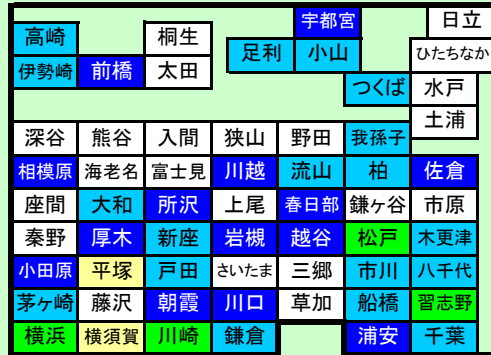 宇都宮 日立
高崎 桐生 足利 小山 ひたちなか
伊勢崎 前橋 太田 つくば 水戸
土浦
深谷 熊谷 入間 狭山 野田 我孫子
相模原 海老名 富士見 川越 流山 柏 佐倉
座間 大和 所沢 上尾 春日部 鎌ヶ谷 市原
秦野 厚木 新座 岩槻 越谷 松戸 木更津
小田原 平塚 戸田 さいたま 三郷 市川 八千代
茅ヶ崎 藤沢 朝霞 川口 草加 船橋 習志野
横浜 横須賀 川崎 鎌倉 浦安 千葉